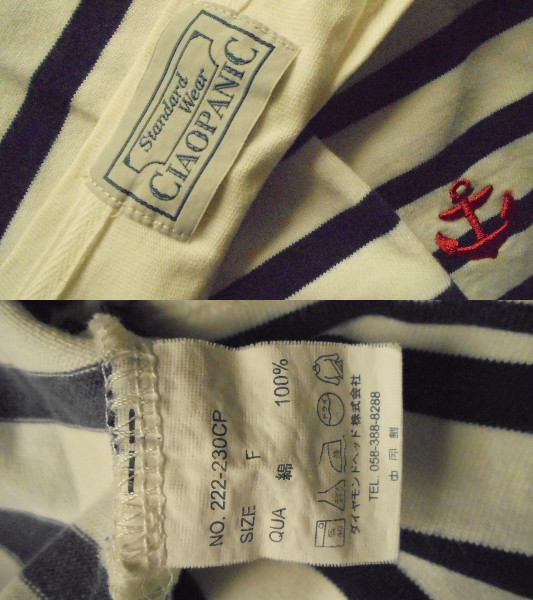 Standard
Wear
CIAOPANIC
NO. 222-230CP
SIZE F
QUA 綿 100%
ダイヤモンドヘッド 株式会社
TEL. 058-388-8288
中 国 製